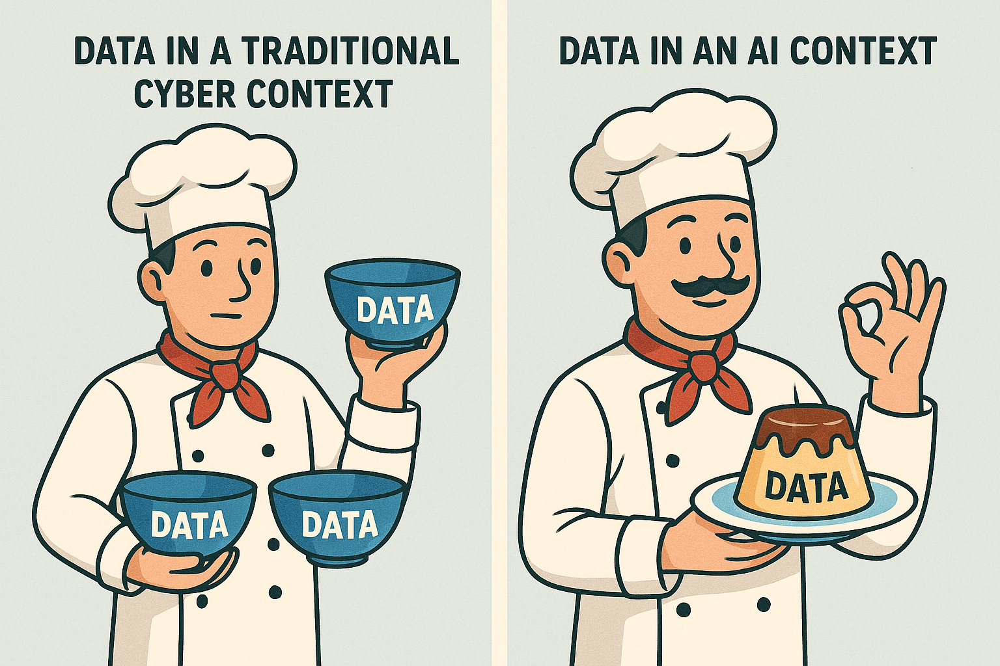 DATA IN A TRADITIONAL
CYBER CONTEXT
DATA
DATA
DATA
DATA IN AN AI CONTEXT
DATA